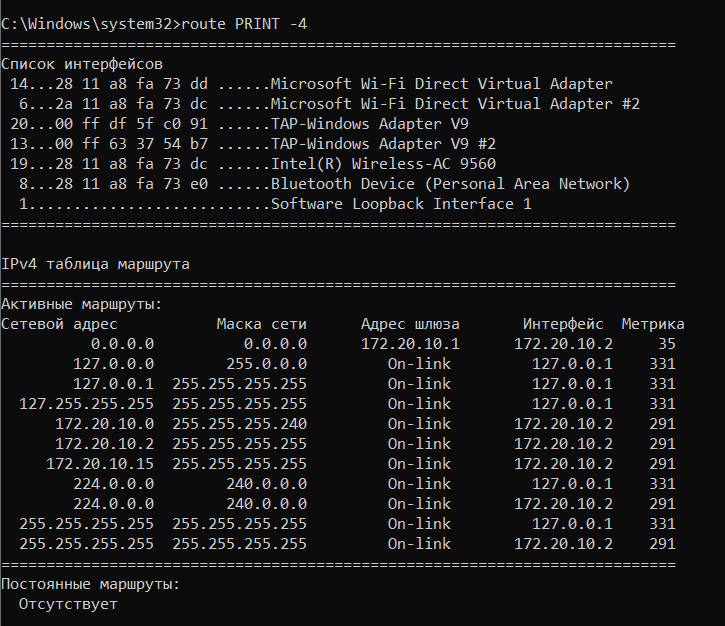 C:\Windows\system32>route PRINT -4
===========================================================================
Список интерфейсов
 14...28 11 a8 fa 73 dd ......Microsoft Wi-Fi Direct Virtual Adapter
  6...2a 11 a8 fa 73 dc ......Microsoft Wi-Fi Direct Virtual Adapter #2
 20...00 ff df 5f c0 91 ......TAP-Windows Adapter V9
 13...00 ff 63 37 54 b7 ......TAP-Windows Adapter V9 #2
 19...28 11 a8 fa 73 dc ......Intel(R) Wireless-AC 9560
  8...28 11 a8 fa 73 e0 ......Bluetooth Device (Personal Area Network)
  1...........................Software Loopback Interface 1
===========================================================================
IPv4 таблица маршрута
===========================================================================
Активные маршруты:
Сетевой адрес           Маска сети      Адрес шлюза       Интерфейс  Метрика
          0.0.0.0          0.0.0.0      172.20.10.1      172.20.10.2     35
        127.0.0.0        255.0.0.0         On-link         127.0.0.1    331
        127.0.0.1  255.255.255.255         On-link         127.0.0.1    331
  127.255.255.255  255.255.255.255         On-link         127.0.0.1    331
      172.20.10.0  255.255.255.240         On-link       172.20.10.2    291
      172.20.10.2  255.255.255.255         On-link       172.20.10.2    291
     172.20.10.15  255.255.255.255         On-link       172.20.10.2    291
        224.0.0.0        240.0.0.0         On-link         127.0.0.1    331
        224.0.0.0        240.0.0.0         On-link       172.20.10.2    291
  255.255.255.255  255.255.255.255         On-link         127.0.0.1    331
  255.255.255.255  255.255.255.255         On-link       172.20.10.2    291
===========================================================================
Постоянные маршруты:
  Отсутствует